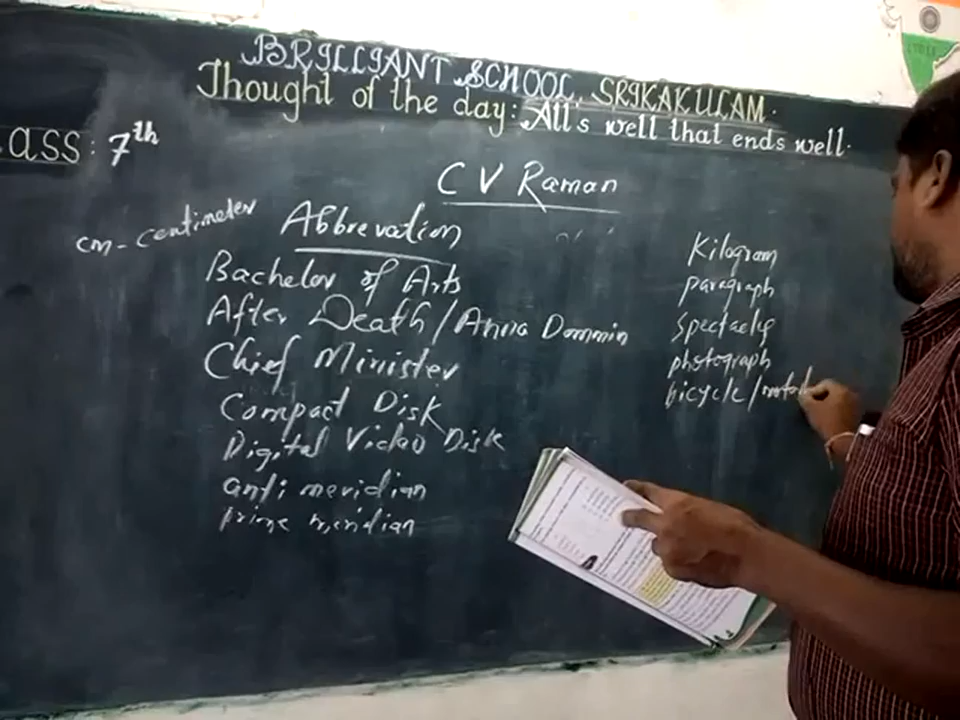 BRILLIANT SCHOOL, SRIKAKULAM.
Thought of the day: All's well that ends well.
ass: 7th
C V Raman
cm - centimeter
Abbrevation
Bachelor of Arts
After Death / Anna Dommin
Chief Minister
Compact Disk
Digital Video Disk
anti meridian
prime meridian
Kilogram
paragraph
spectacles
photograph
bicycle /